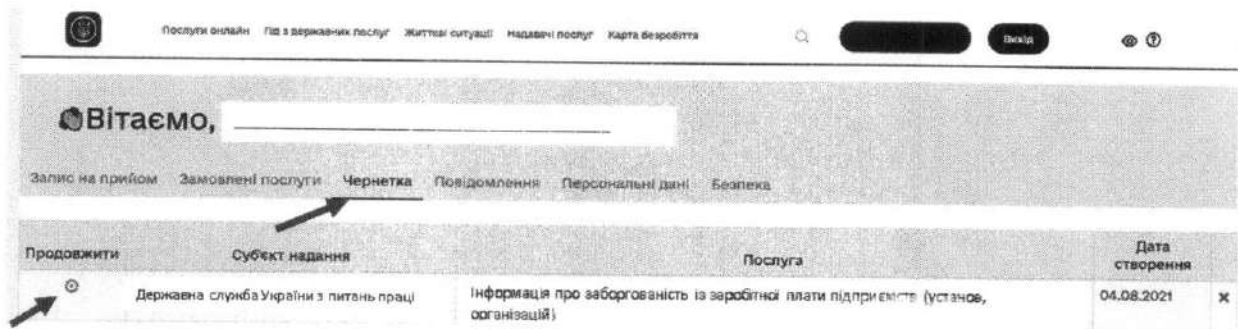 Послуги онлайн Гід з державних послуг Життєві ситуації Надавачі послуг Карта безробіття Вихід
Вітаємо,
Запис на прийом Замовлені послуги Чернетка Повідомлення Персональні дані Безпека
Продовжити Суб'єкт надання Послуга Дата створення
Державна служба України з питань праці Інформація про заборгованість із заробітної плати підприємств (установ, організацій) 04.08.2021